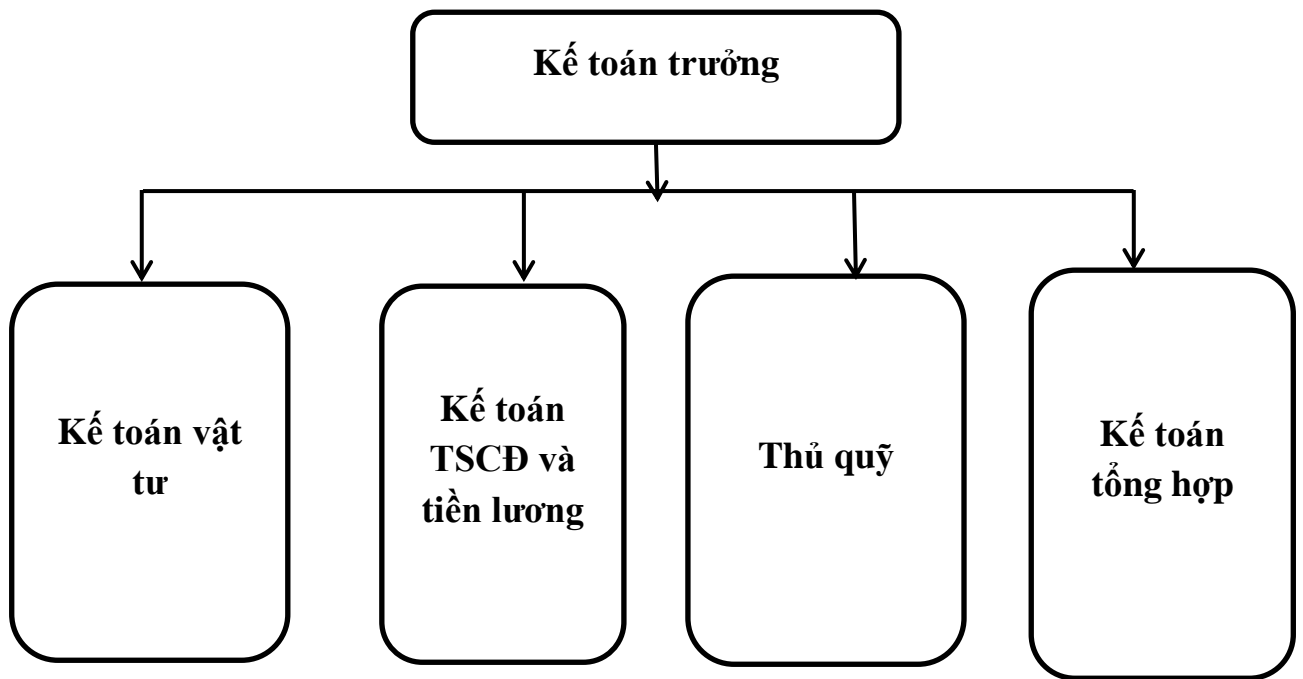 Kế toán trưởng
Kế toán vật
tư
Kế toán
TSCĐ và
tiền lương
Thủ quỹ
Kế toán
tổng hợp